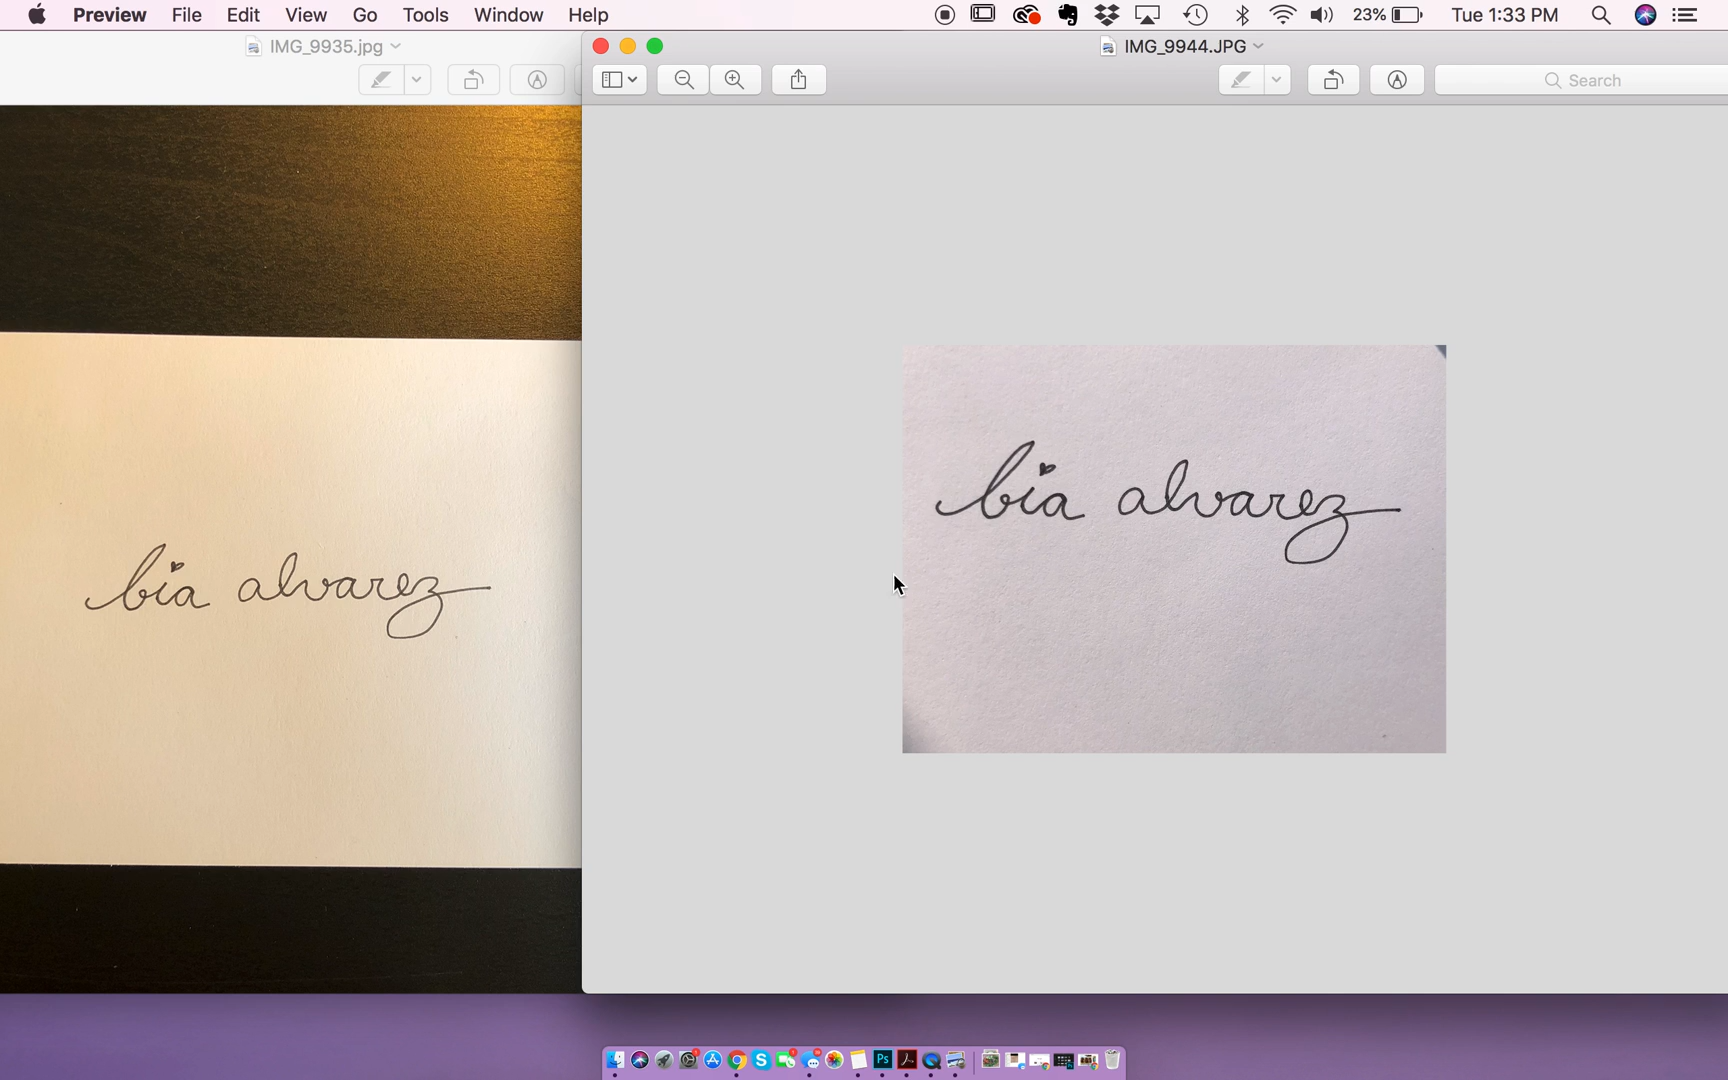 Preview File Edit View Go Tools Window Help 23% Tue 1:33 PM
IMG_9935.jpg
IMG_9944.JPG
Search
bia alvarez
bia alvarez